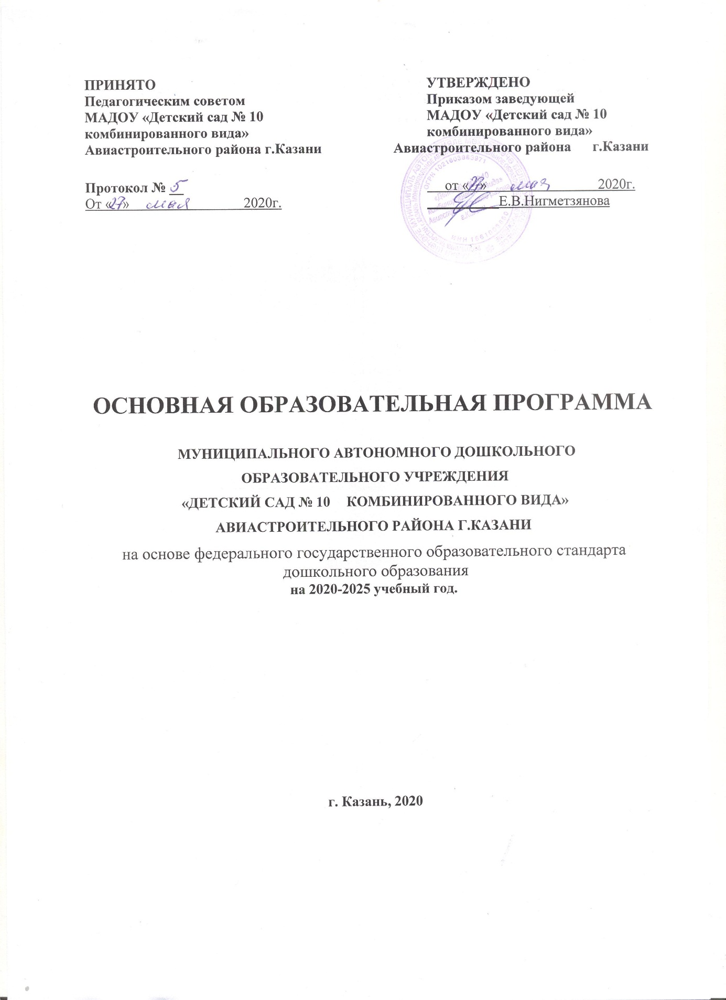 ПРИНЯТО
Педагогическим советом
МАДОУ «Детский сад № 10
комбинированного вида»
Авиастроительного района г.Казани
Протокол № 5
От «27» мая 2020г.
УТВЕРЖДЕНО
Приказом заведующей
МАДОУ «Детский сад № 10
комбинированного вида»
Авиастроительного района г.Казани
от «27» мая 2020г.
Е.В.Нигметзянова
ОГРН 1021603883971
ОСНОВНАЯ ОБРАЗОВАТЕЛЬНАЯ ПРОГРАММА
МУНИЦИПАЛЬНОГО АВТОНОМНОГО ДОШКОЛЬНОГО
ОБРАЗОВАТЕЛЬНОГО УЧРЕЖДЕНИЯ
«ДЕТСКИЙ САД № 10 КОМБИНИРОВАННОГО ВИДА»
АВИАСТРОИТЕЛЬНОГО РАЙОНА Г.КАЗАНИ
на основе федерального государственного образовательного стандарта
дошкольного образования
на 2020-2025 учебный год.
г. Казань, 2020